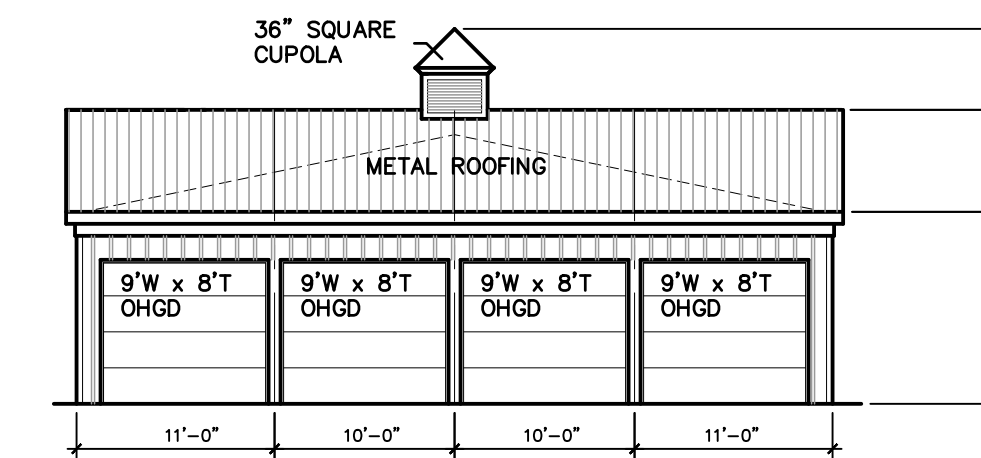 36" SQUARE
CUPOLA
METAL ROOFING
9'W x 8'T
OHGD
9'W x 8'T
OHGD
9'W x 8'T
OHGD
9'W x 8'T
OHGD
11'-0"
10'-0"
10'-0"
11'-0"